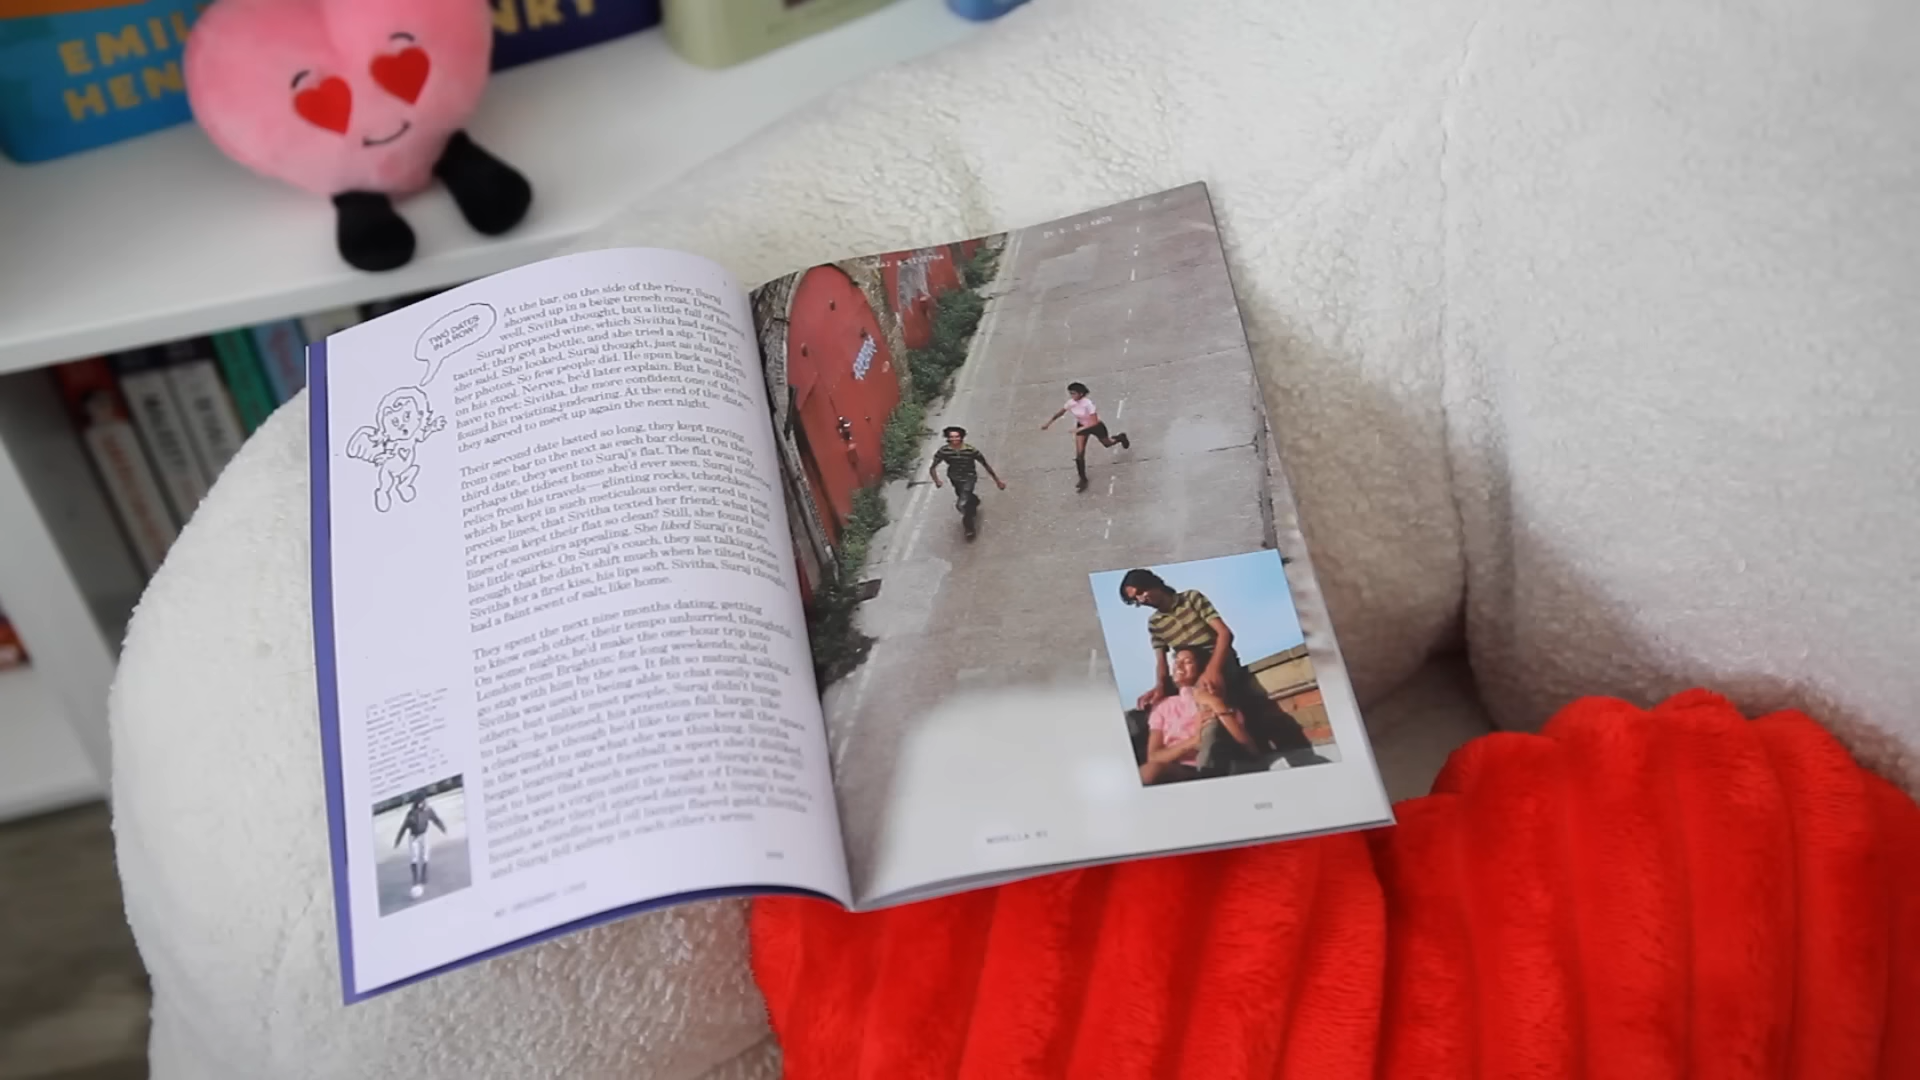 EMIL
HEN
NRY
TWO DATES
IN A ROW?
At the bar, on the side of the river, Suraj
showed up in a beige trench coat. Dressed
well, Sivitha thought, but a little full of
Suraj proposed wine, which Sivitha had never
tasted, they got a bottle, and she tried a sip. "I like it,"
she said. She looked, Suraj thought, just as she had in
her photos. So few people did. He spun back and forth
on his stool. Nerves, he'd later explain. But he didn't
have to fret: Sivitha, the more confident one of the two,
found his twisting endearing. At the end of the date,
they agreed to meet up again the next night.
Their second date lasted so long, they kept moving
from one bar to the next as each bar closed. On their
third date, they went to Suraj's flat. The flat was tidy,
perhaps the tidiest home she'd ever seen. Suraj collected
relics from his travels—glinting rocks, tchotchkes—
which he kept in such meticulous order, sorted in neat,
precise lines, that Sivitha texted her friend: what kind
of person kept their flat so clean? Still, she found his
lines of souvenirs appealing. She liked Suraj's foibles,
his little quirks. On Suraj's couch, they sat talking, close
enough that he didn't shift much when he tilted toward
Sivitha for a first kiss, his lips soft. Sivitha, Suraj thought,
had a faint scent of salt, like home.
They spent the next nine months dating, getting
to know each other, their tempo unhurried, thoughtful.
On some nights, he'd make the one-hour trip into
London from Brighton; for long weekends, she'd
go stay with him by the sea. It felt so natural, talking.
Sivitha was used to being able to chat easily with
others, but unlike most people, Suraj didn't lunge
to talk—he listened, his attention full, large, like
a clearing, as though he'd like to give her all the space
in the world to say what she was thinking. Sivitha
began learning about football, a sport she'd disliked,
just to have that much more time at Suraj's side.
Sivitha was a virgin until the night of Diwali, four
months after they'd started dating. At Suraj's
house, as candles and oil lamps flared gold, Sivitha
and Suraj fell asleep in each other's arms.
& SIVITHA
NOVELLA